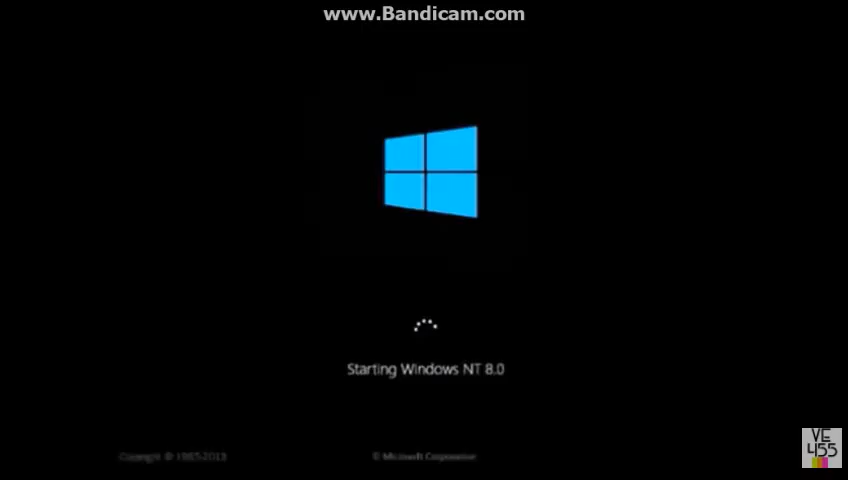 www.Bandicam.com
Starting Windows NT 8.0
Copyright © 1985-2013
© Microsoft Corporation
VE
455